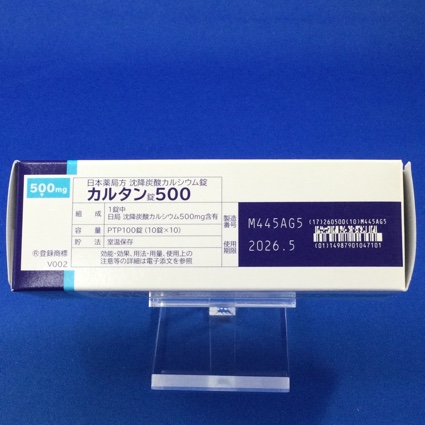 500mg
日本薬局方 沈降炭酸カルシウム錠
カルタン錠500
組成 1錠中
日局 沈降炭酸カルシウム500mg含有
容量 PTP100錠(10錠×10)
貯法 室温保存
効能・効果、用法・用量、使用上の
注意等の詳細は電子添文を参照
®登録商標
V002
製造番号 M445AG5
使用期限 2026.5
(17)260500(10)M445AG5
(01)14987901047101